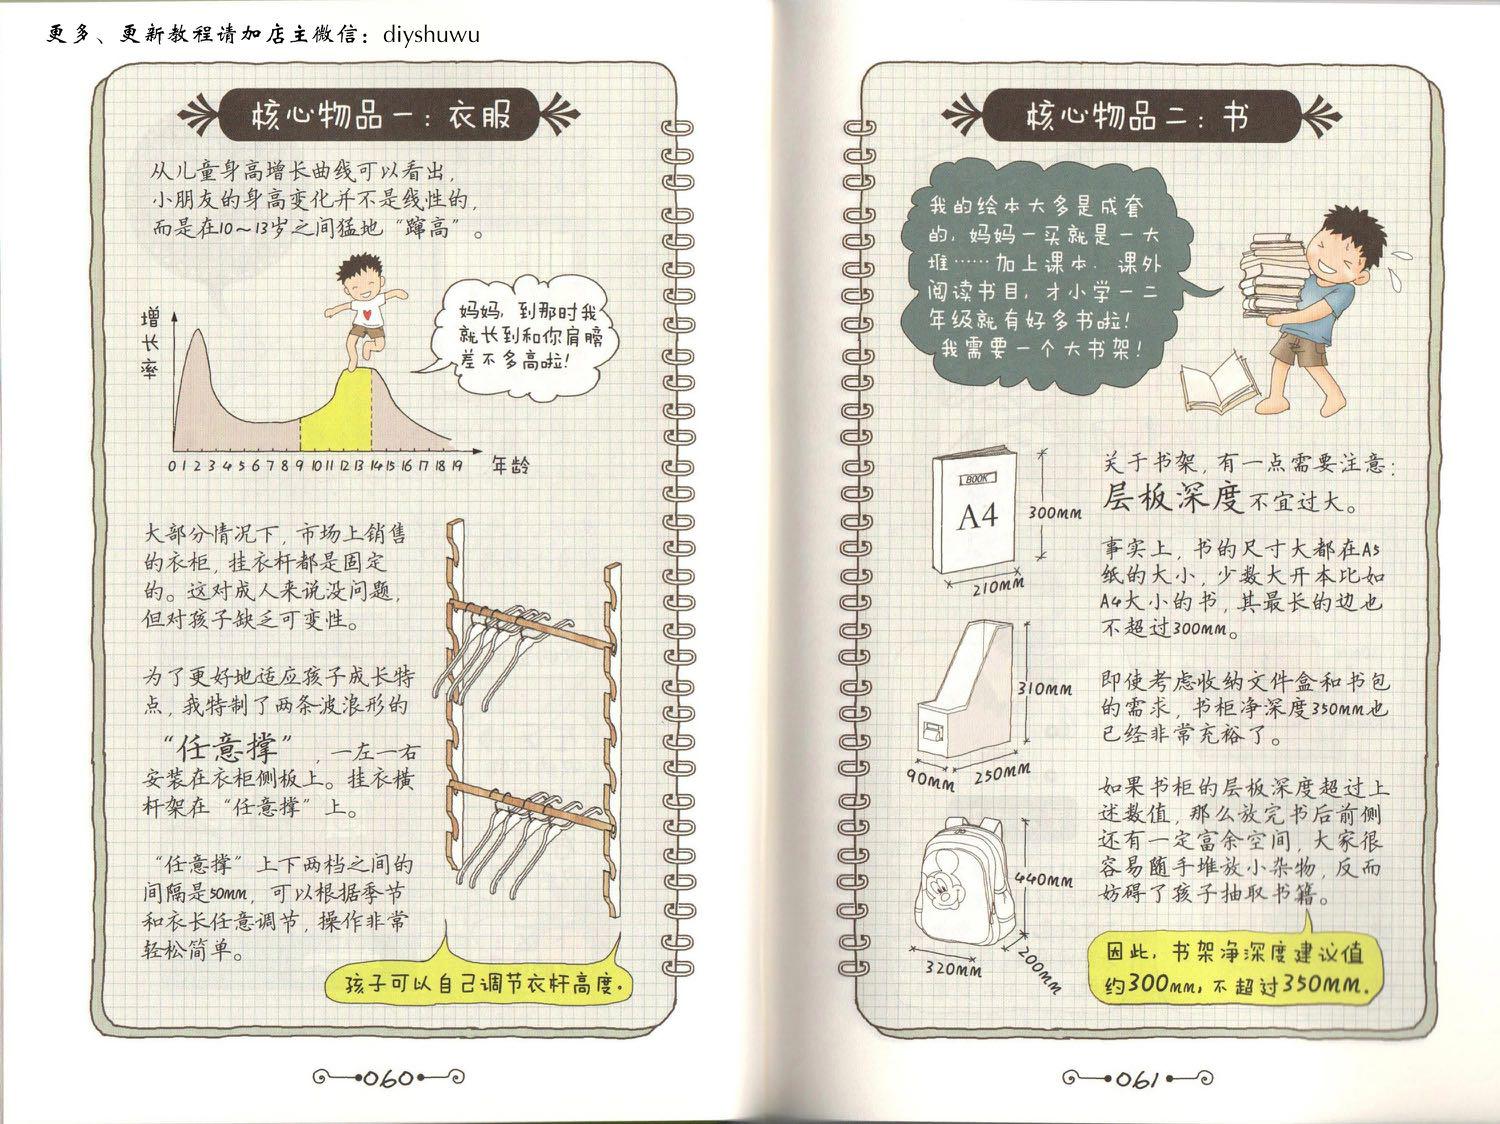 更多、更新教程请加店主微信：diyshuwu
核心物品一：衣服
从儿童身高增长曲线可以看出，
小朋友的身高变化并不是线性的，
而是在10～13岁之间猛地“蹿高”。
妈妈，到那时我
就长到和你肩膀
差不多高啦！
增长率
0 1 2 3 4 5 6 7 8 9 10 11 12 13 14 15 16 17 18 19
年龄
大部分情况下，市场上销售
的衣柜，挂衣杆都是固定
的。这对成人来说没问题，
但对孩子缺乏可变性。
为了更好地适应孩子成长特
点，我特制了两条波浪形的
“任意撑”，一左一右
安装在衣柜侧板上。挂衣横
杆架在“任意撑”上。
“任意撑”上下两档之间的
间隔是50mm，可以根据季节
和衣长任意调节，操作非常
轻松简单。
孩子可以自己调节衣杆高度。
060
核心物品二：书
我的绘本大多是成套
的，妈妈一买就是一大
堆……加上课本、课外
阅读书目，才小学一二
年级就有好多书啦！
我需要一个大书架！
BOOK
A4
300mm
210mm
310mm
90mm
250mm
440mm
320mm
200mm
关于书架，有一点需要注意：
层板深度不宜过大。
事实上，书的尺寸大都在A5
纸的大小，少数大开本比如
A4大小的书，其最长的边也
不超过300mm。
即使考虑收纳文件盒和书包
的需求，书柜净深度350mm也
已经非常充裕了。
如果书柜的层板深度超过上
述数值，那么放完书后前侧
还有一定富余空间，大家很
容易随手堆放小杂物，反而
妨碍了孩子抽取书籍。
因此，书架净深度建议值
约300mm，不超过350mm.
061